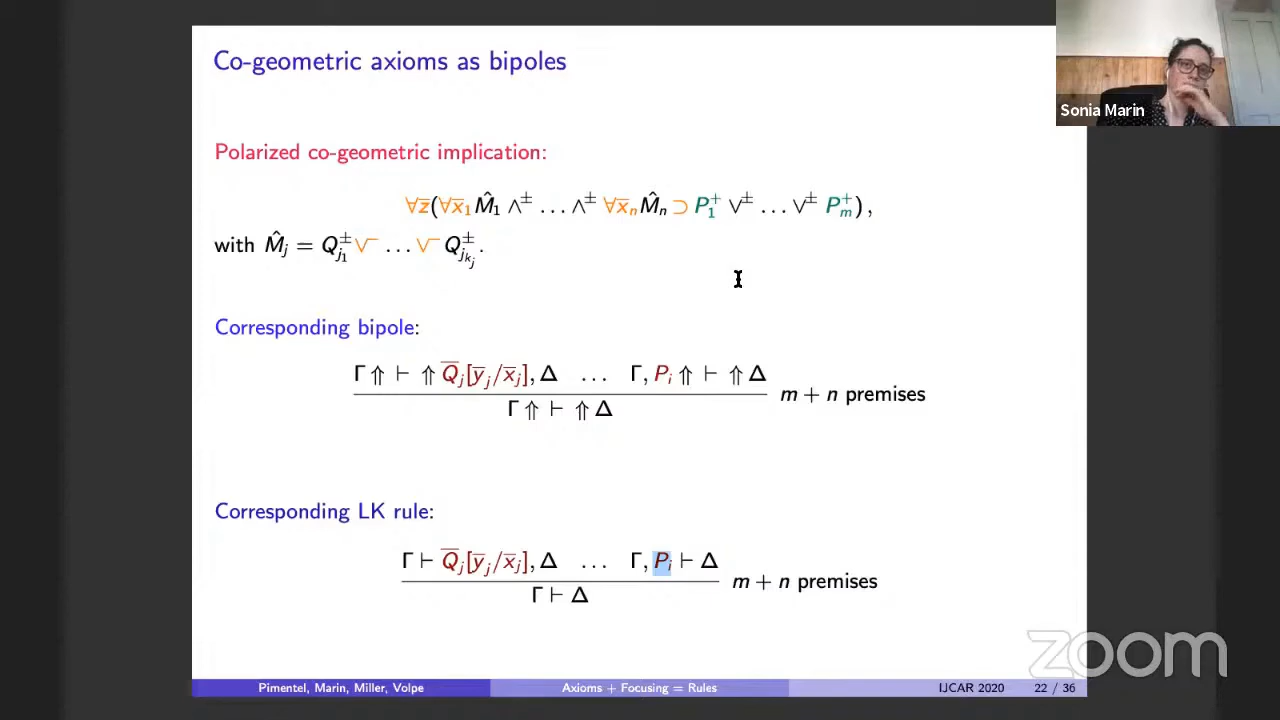 Co-geometric axioms as bipoles
Sonia Marin
Polarized co-geometric implication:
∀z̄(∀x̄₁M̂₁ ∧± … ∧± ∀x̄ₙM̂ₙ ⊃ P₁⁺ ∨± … ∨± Pₘ⁺),
with M̂ⱼ = Q±ⱼ₁ ∨⁻ … ∨⁻ Q±ⱼₖⱼ.
Corresponding bipole:
Γ ⇑ ⊢ ⇑ Q̄ⱼ[ȳⱼ/x̄ⱼ], Δ … Γ, Pᵢ ⇑ ⊢ ⇑ Δ
m + n premises
Γ ⇑ ⊢ ⇑ Δ
Corresponding LK rule:
Γ ⊢ Q̄ⱼ[ȳⱼ/x̄ⱼ], Δ … Γ, Pᵢ ⊢ Δ
m + n premises
Γ ⊢ Δ
zoom
Pimentel, Marin, Miller, Volpe
Axioms + Focusing = Rules
IJCAR 2020
22 / 36